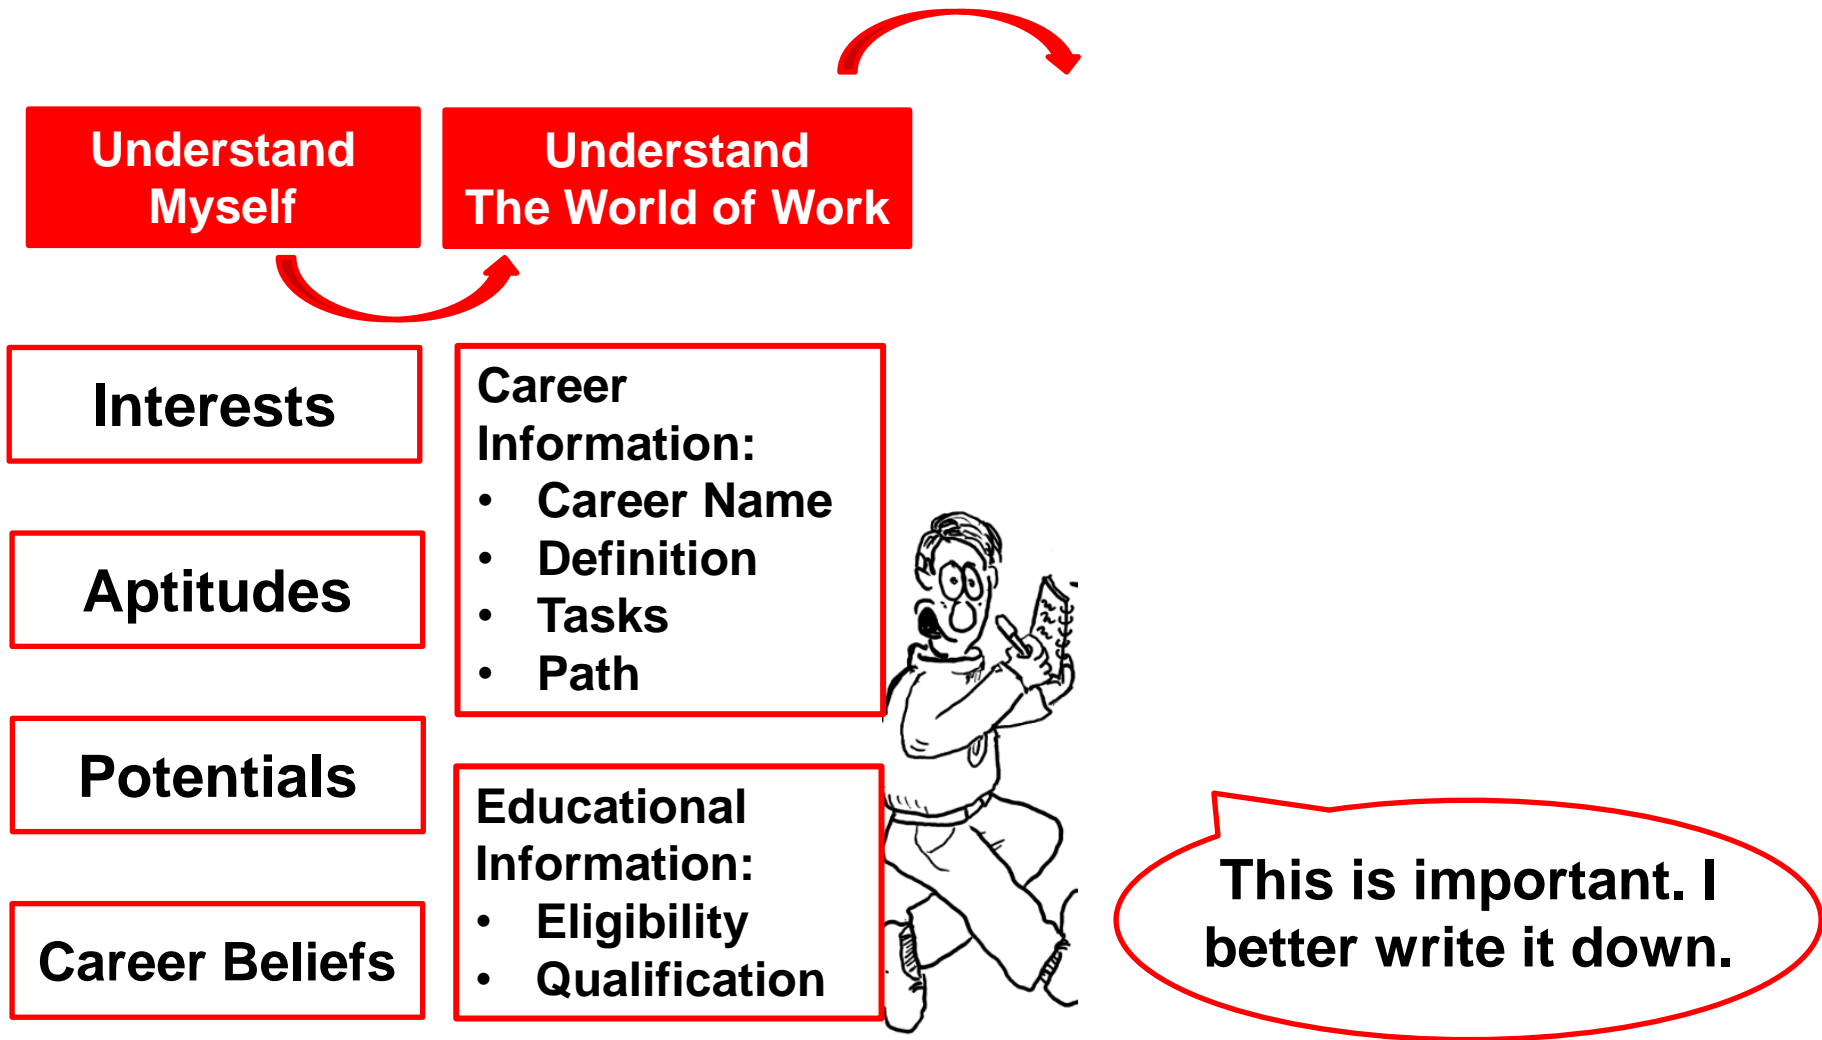 Understand
Myself
Understand
The World of Work
Interests
Aptitudes
Potentials
Career Beliefs
Career
Information:
• Career Name
• Definition
• Tasks
• Path
Educational
Information:
• Eligibility
• Qualification
This is important. I
better write it down.